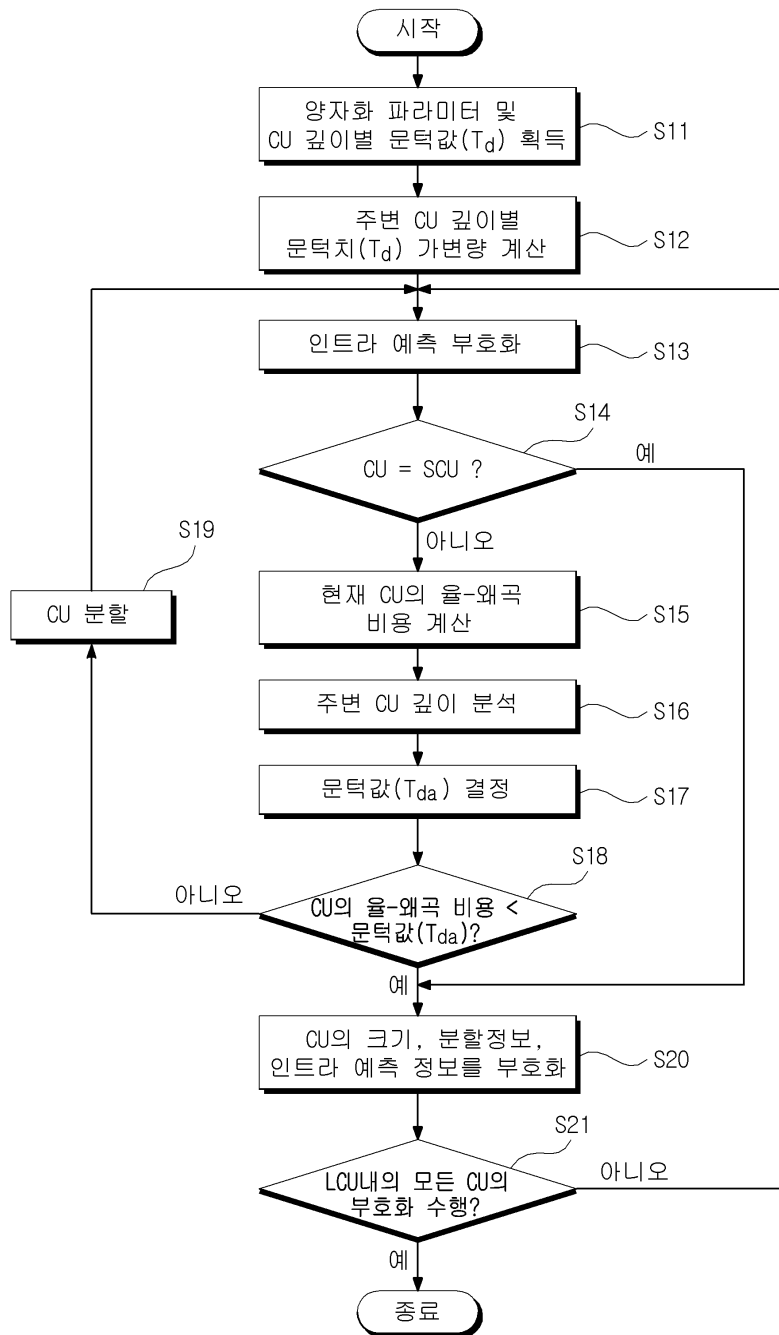 시작
양자화 파라미터 및
CU 깊이별 문턱값(Td) 획득
S11
주변 CU 깊이별
문턱치(Td) 가변량 계산
S12
인트라 예측 부호화
S13
S14
CU = SCU ?
예
아니오
S19
CU 분할
현재 CU의 율-왜곡
비용 계산
S15
주변 CU 깊이 분석
S16
문턱값(Tda) 결정
S17
S18
아니오
CU의 율-왜곡 비용 <
문턱값(Tda)?
예
CU의 크기, 분할정보,
인트라 예측 정보를 부호화
S20
S21
LCU내의 모든 CU의
부호화 수행?
아니오
예
종료